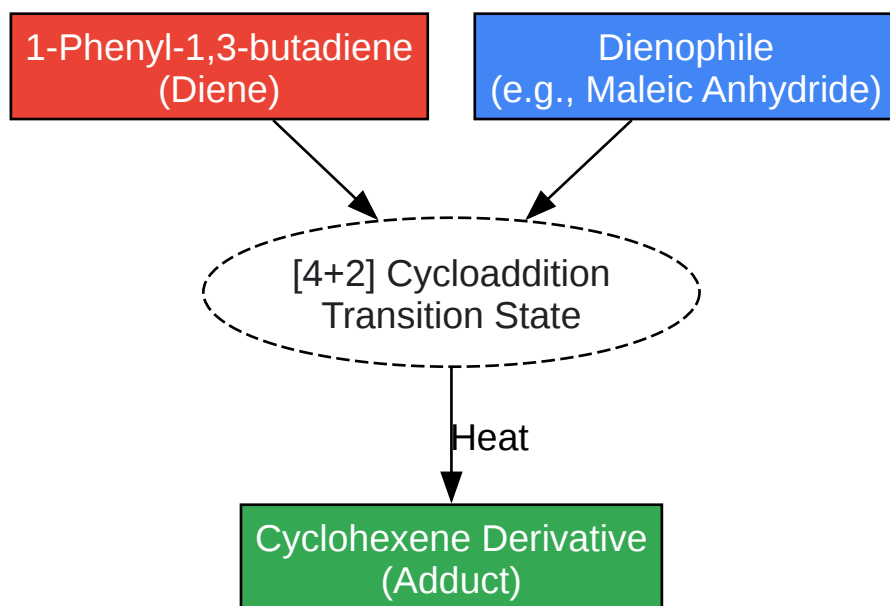 1-Phenyl-1,3-butadiene
(Diene)
Dienophile
(e.g., Maleic Anhydride)
[4+2] Cycloaddition
Transition State
Heat
Cyclohexene Derivative
(Adduct)